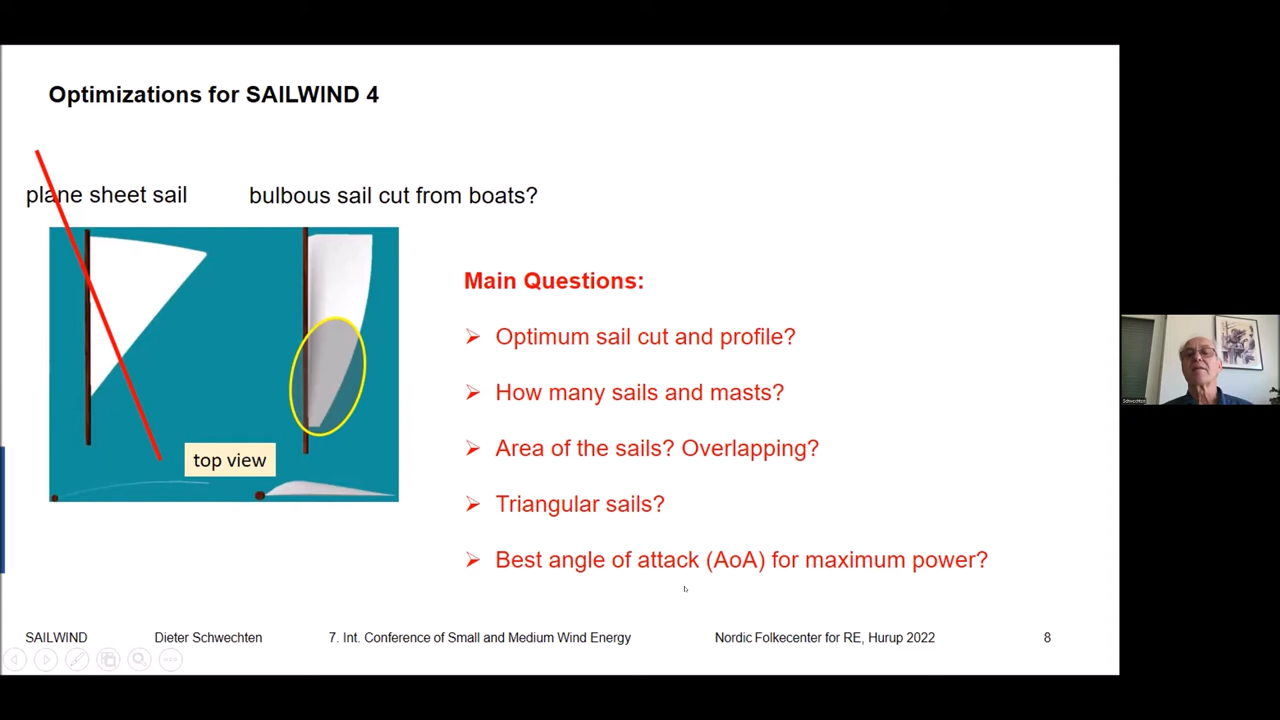 Optimizations for SAILWIND 4
plane sheet sail
bulbous sail cut from boats?
top view
Main Questions:
Optimum sail cut and profile?
How many sails and masts?
Area of the sails? Overlapping?
Triangular sails?
Best angle of attack (AoA) for maximum power?
SAILWIND Dieter Schwechten 7. Int. Conference of Small and Medium Wind Energy Nordic Folkecenter for RE, Hurup 2022 8
Schwechten